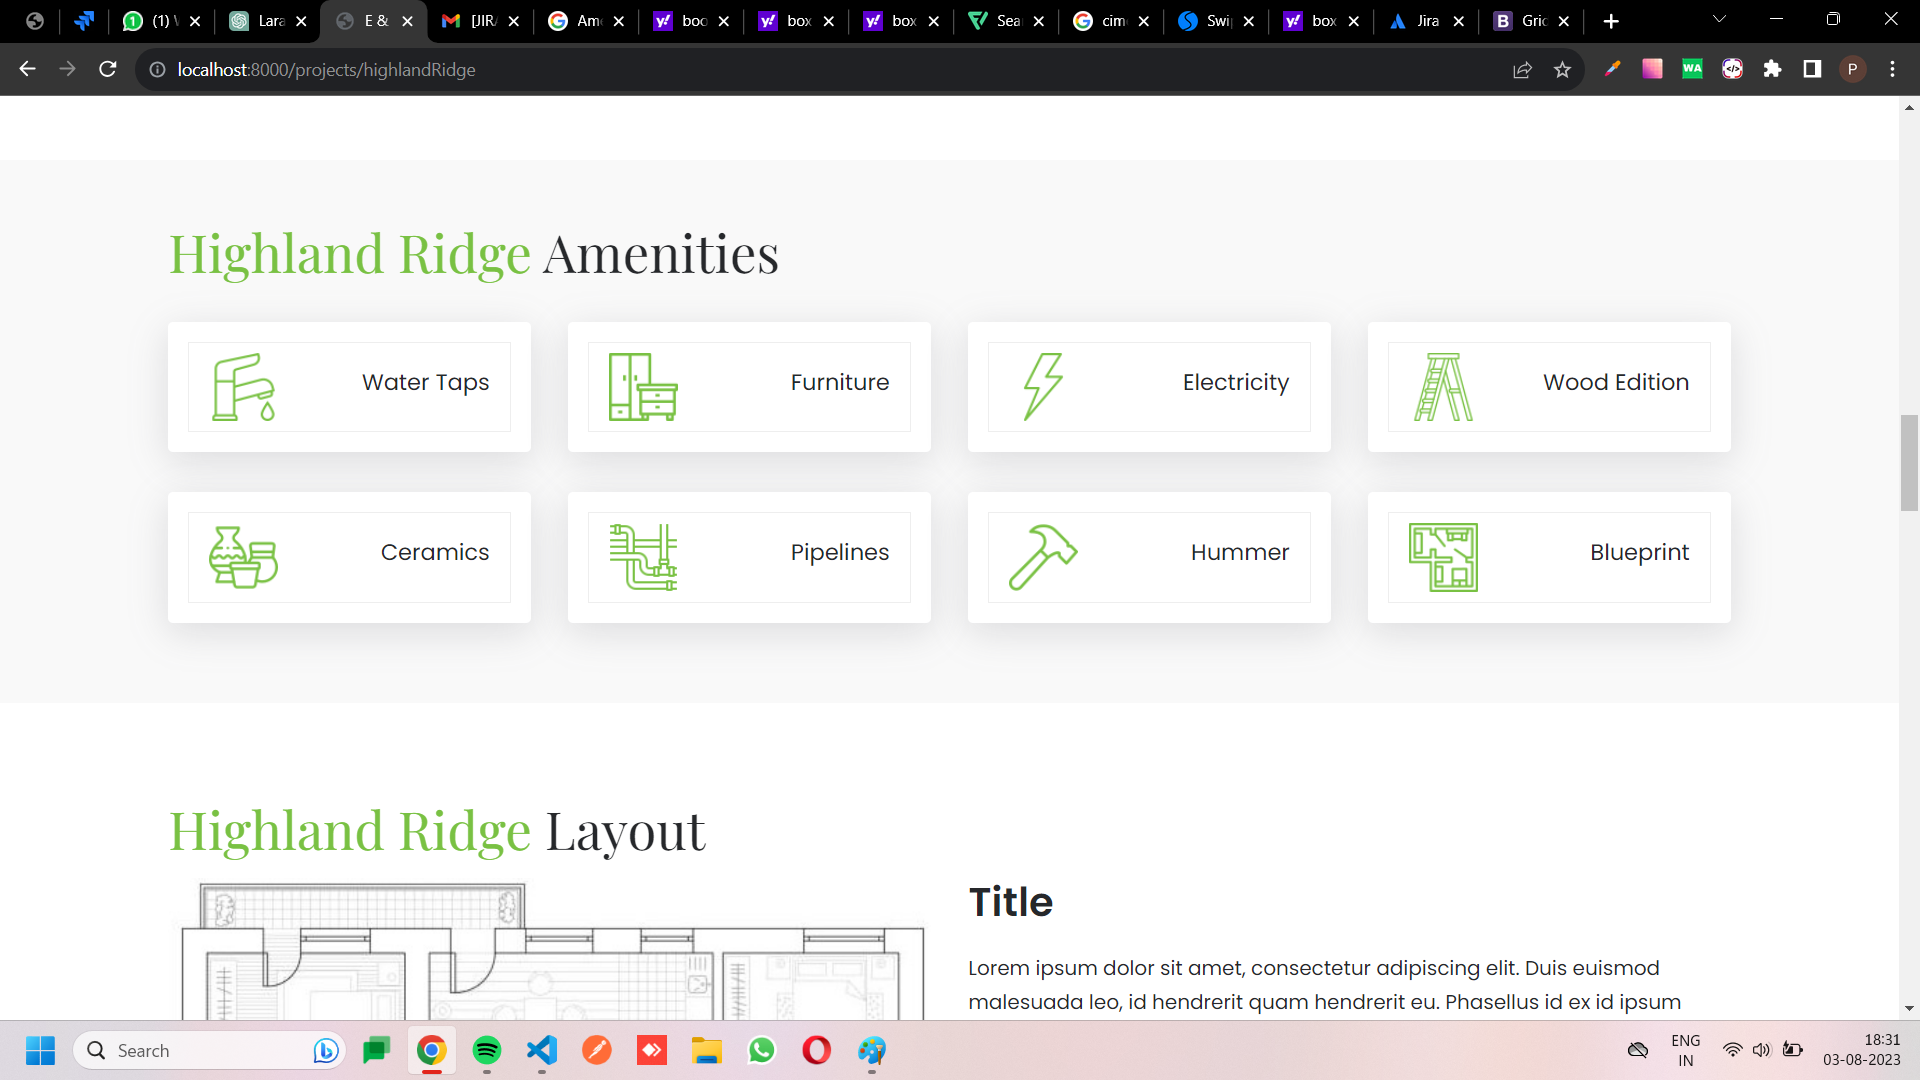 (1) W
Lara
E &
[JIRA
Am
boo
box
box
Sea
cim
Swi
box
Jira
Grid
localhost:8000/projects/highlandRidge
WA
P
Highland Ridge Amenities
Water Taps
Furniture
Electricity
Wood Edition
Ceramics
Pipelines
Hummer
Blueprint
Highland Ridge Layout
Title
Lorem ipsum dolor sit amet, consectetur adipiscing elit. Duis euismod
malesuada leo, id hendrerit quam hendrerit eu. Phasellus id ex id ipsum
Search
ENG
IN
18:31
03-08-2023